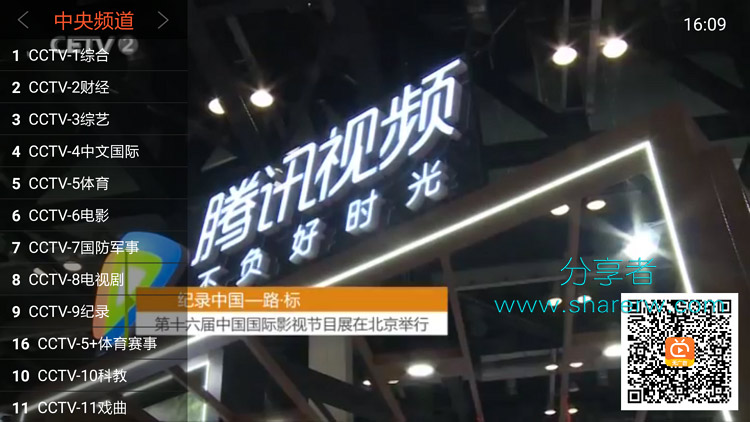 中央频道
16:09
CETV 2
1 CCTV-1综合
2 CCTV-2财经
3 CCTV-3综艺
4 CCTV-4中文国际
5 CCTV-5体育
6 CCTV-6电影
7 CCTV-7国防军事
8 CCTV-8电视剧
9 CCTV-9纪录
16 CCTV-5+体育赛事
10 CCTV-10科教
11 CCTV-11戏曲
腾讯视频
不负好时光
纪录中国—路·标
第十六届中国国际影视节目展在北京举行
分享者
www.sharerw.com